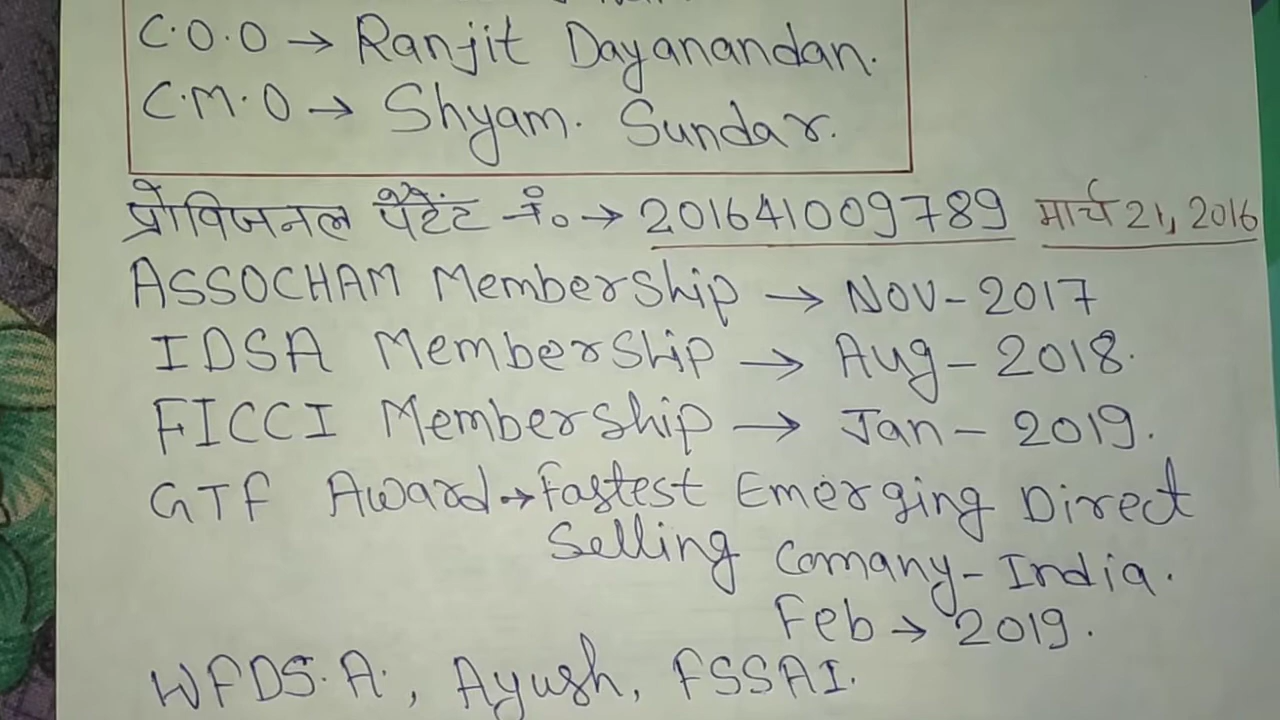 C.O.O → Ranjit Dayanandan.
C.M.O → Shyam. Sundar.
प्रोविजनल पैटेंट नं० → 201641009789 मार्च 21, 2016
ASSOCHAM Membership → Nov - 2017
IDSA Membership → Aug - 2018.
FICCI Membership → Jan - 2019.
GTF Award → Fastest Emerging Direct
Selling Comany - India.
Feb → 2019.
WFDS.A., Ayush, FSSAI.